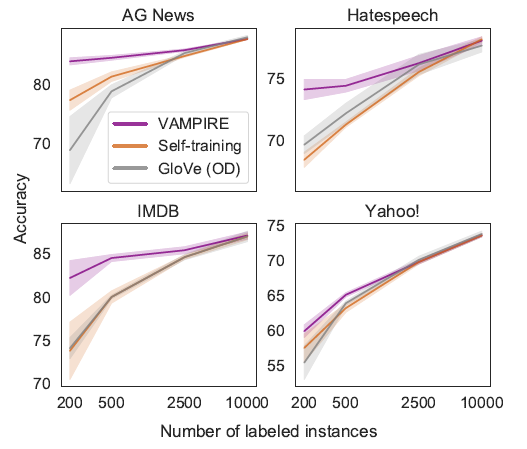 AG News
Hatespeech
80
70
75
70
VAMPIRE
Self-training
GloVe (OD)
Accuracy
IMDB
Yahoo!
85
80
75
70
75
70
65
60
55
200 500 2500 10000
200 500 2500 10000
Number of labeled instances